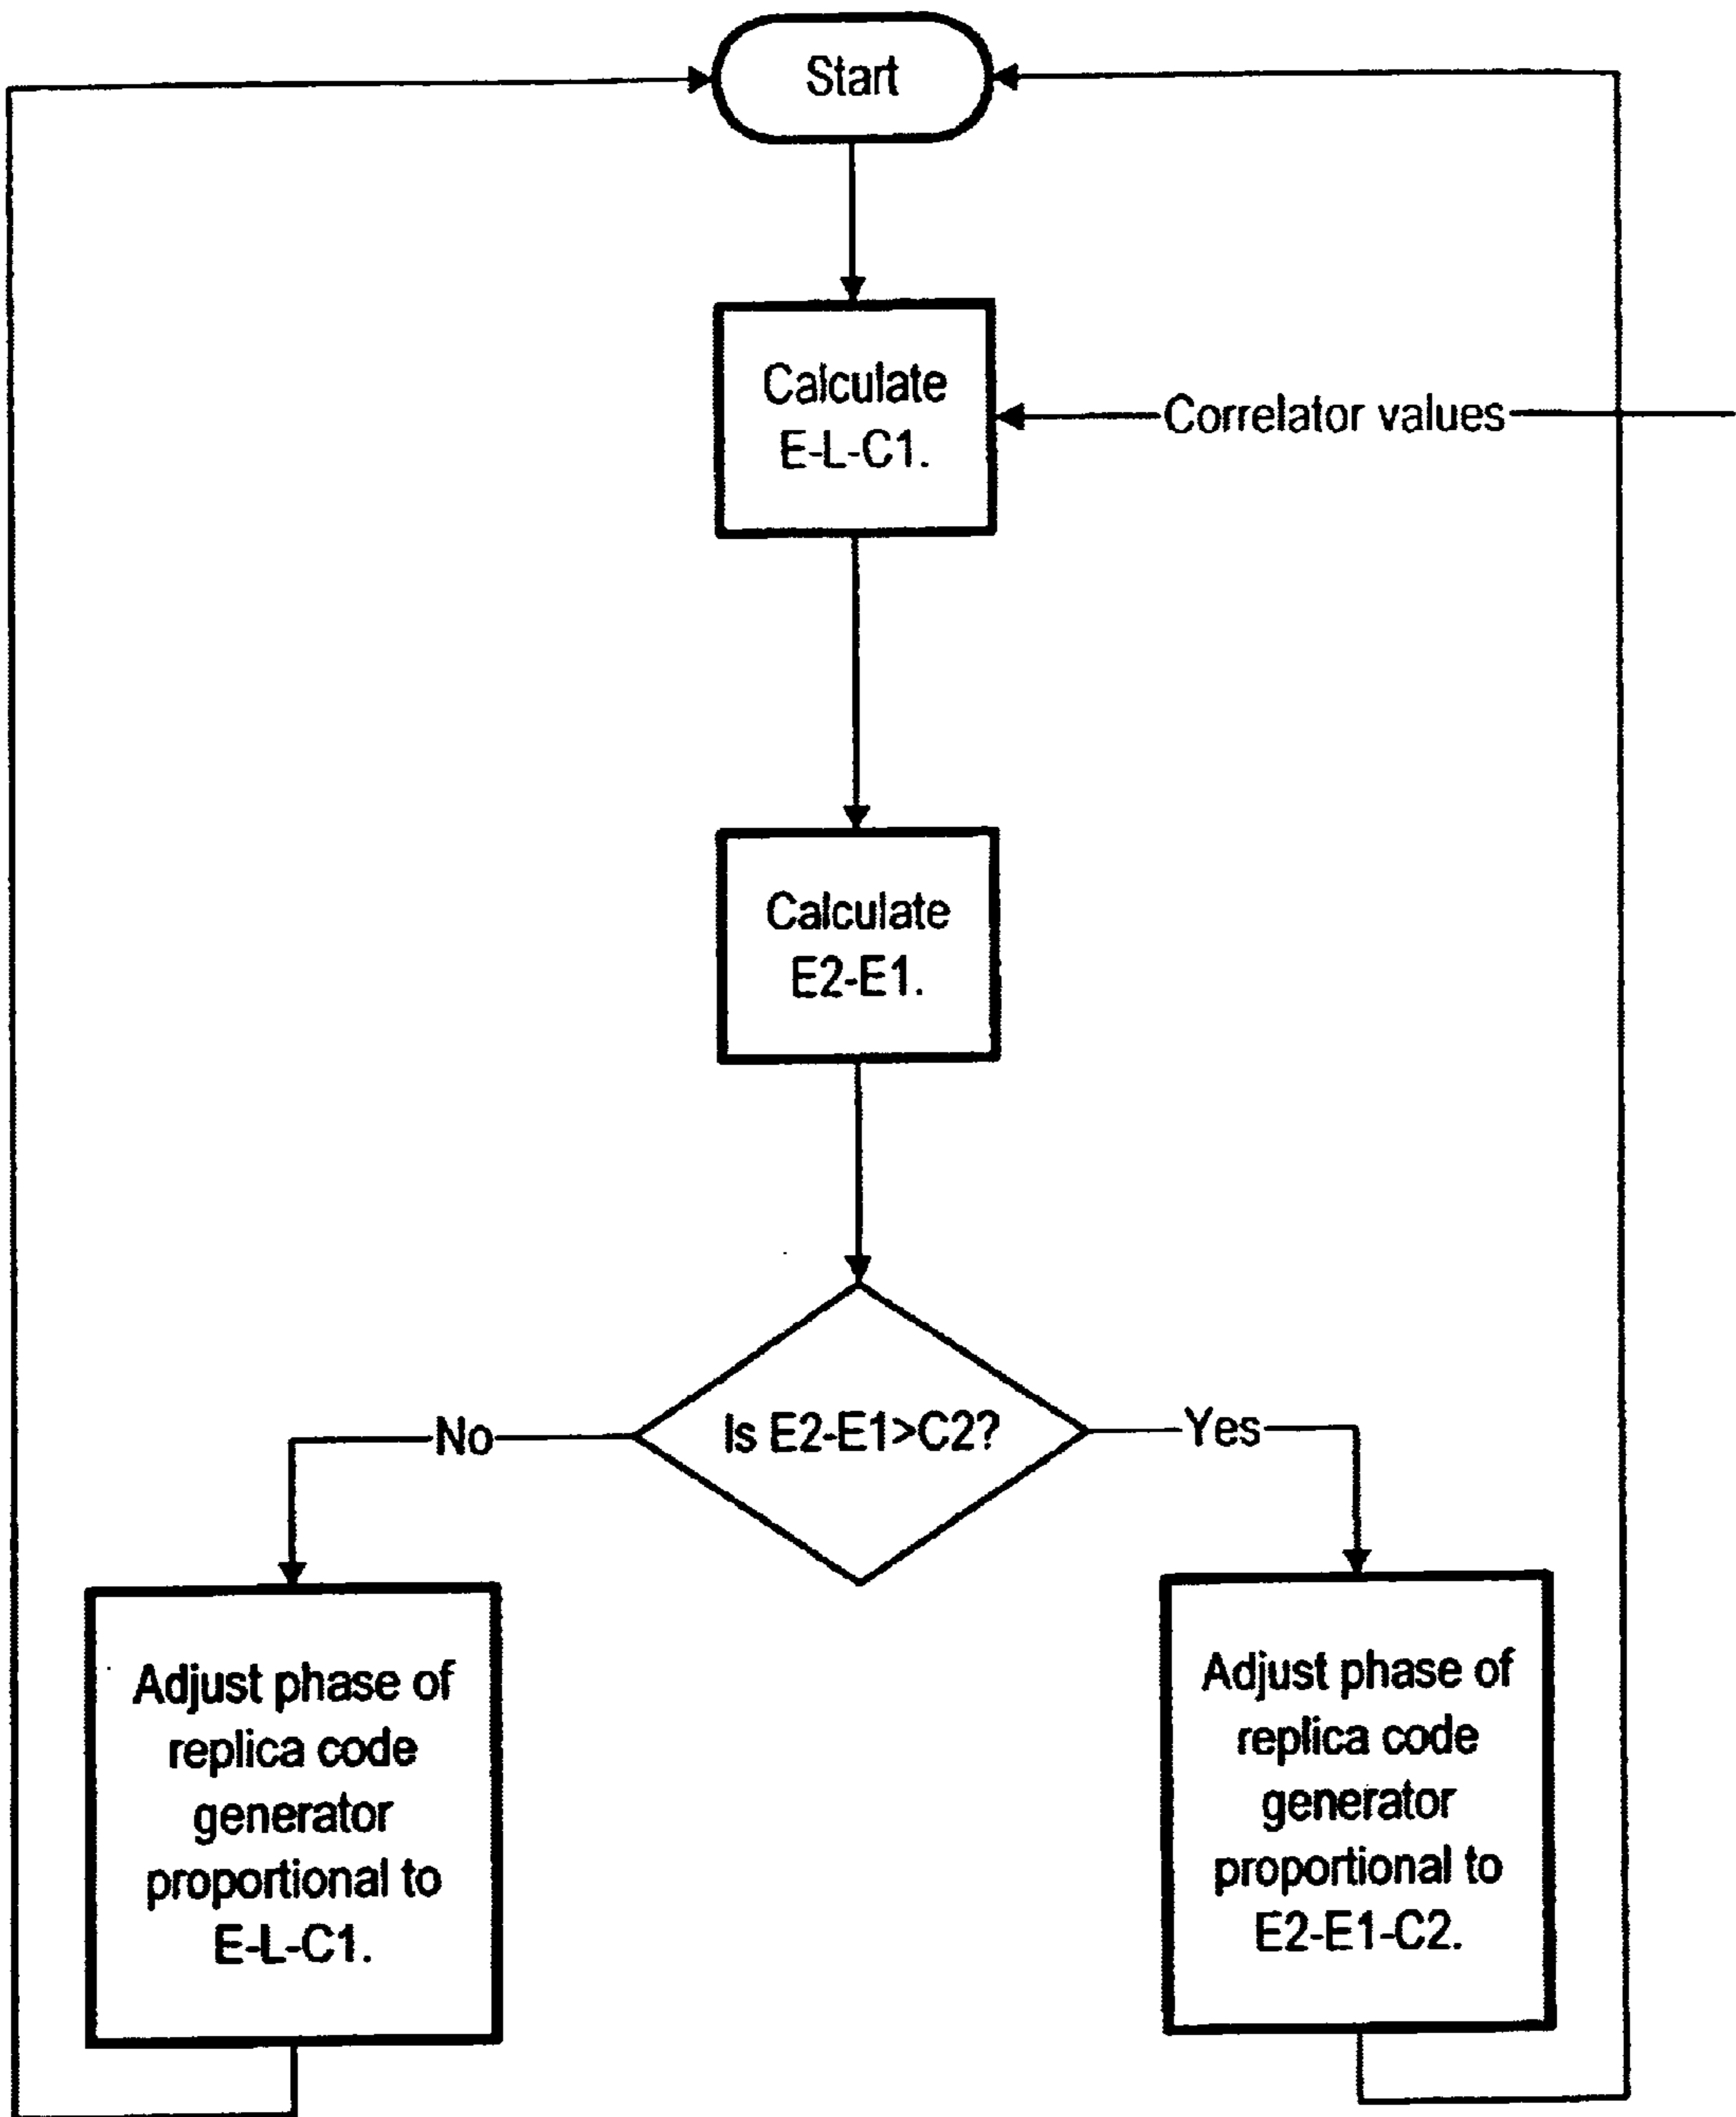 Start
Calculate
E-L-C1.
Correlator values
Calculate
E2-E1.
Is E2-E1>C2?
No
Yes
Adjust phase of
replica code
generator
proportional to
E-L-C1.
Adjust phase of
replica code
generator
proportional to
E2-E1-C2.